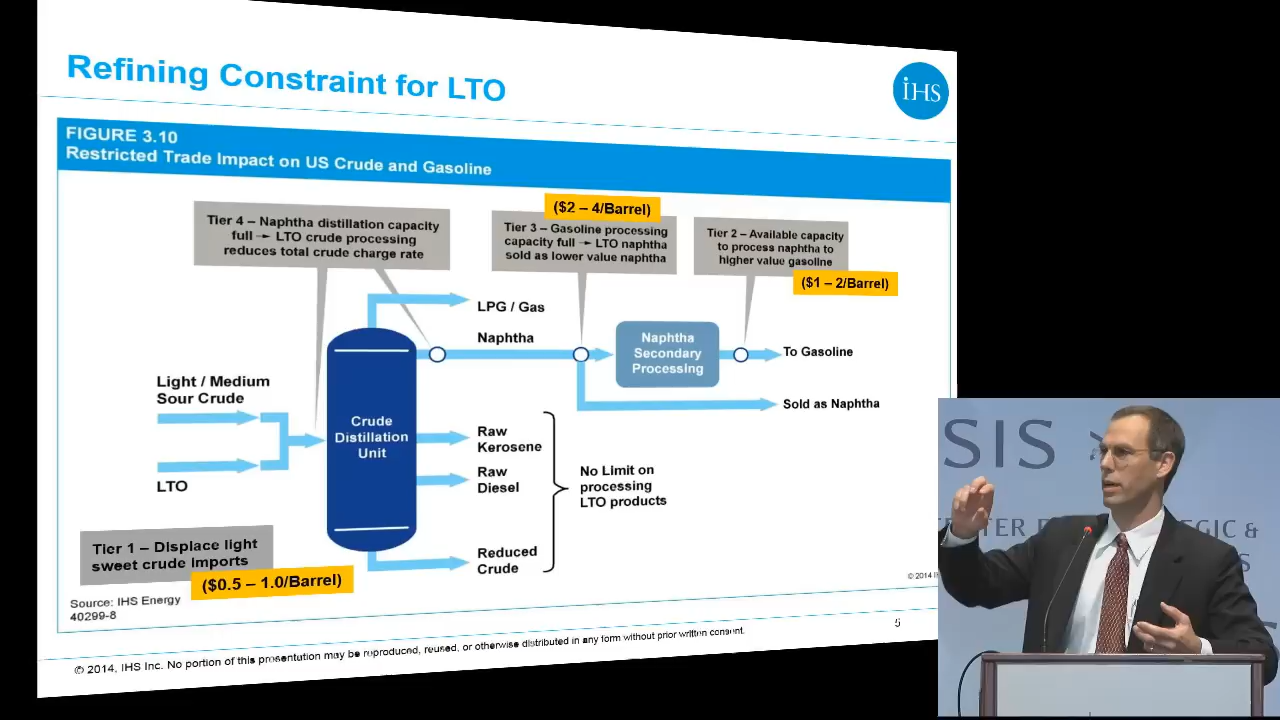 Refining Constraint for LTO
iHS
FIGURE 3.10
Restricted Trade Impact on US Crude and Gasoline
Tier 4 – Naphtha distillation capacity
full → LTO crude processing
reduces total crude charge rate
($2 – 4/Barrel)
Tier 3 – Gasoline processing
capacity full → LTO naphtha
sold as lower value naphtha
Tier 2 – Available capacity
to process naphtha to
higher value gasoline
($1 – 2/Barrel)
LPG / Gas
Naphtha
Naphtha
Secondary
Processing
To Gasoline
Sold as Naphtha
Light / Medium
Sour Crude
LTO
Crude
Distillation
Unit
Raw
Kerosene
Raw
Diesel
Reduced
Crude
No Limit on
processing
LTO products
Tier 1 – Displace light
sweet crude imports
($0.5 – 1.0/Barrel)
Source: IHS Energy
40299-8
© 2014 IH
5
© 2014, IHS Inc. No portion of this presentation may be reproduced, reused, or otherwise distributed in any form without prior written consent.
SIS